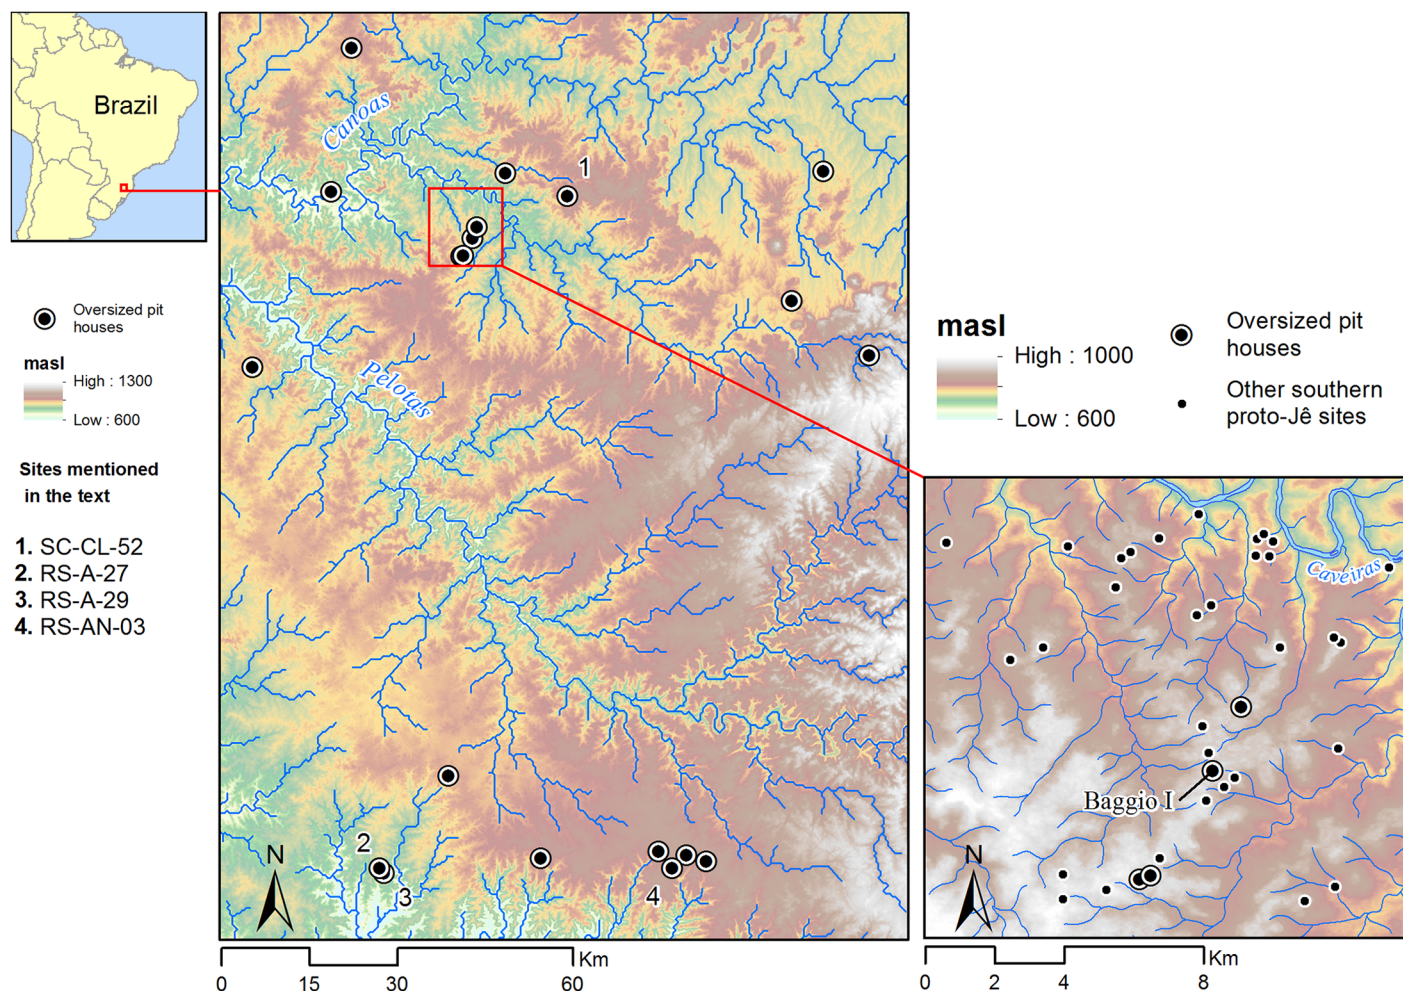 Brazil
Oversized pit
houses
masl
High : 1300
Low : 600
Sites mentioned
in the text
1. SC-CL-52
2. RS-A-27
3. RS-A-29
4. RS-AN-03
Canoas
1
Pelotas
2
3
4
N
0 15 30 60 Km
masl
High : 1000
Low : 600
Oversized pit
houses
Other southern
proto-Jê sites
Caveiras
Baggio I
N
0 2 4 8 Km